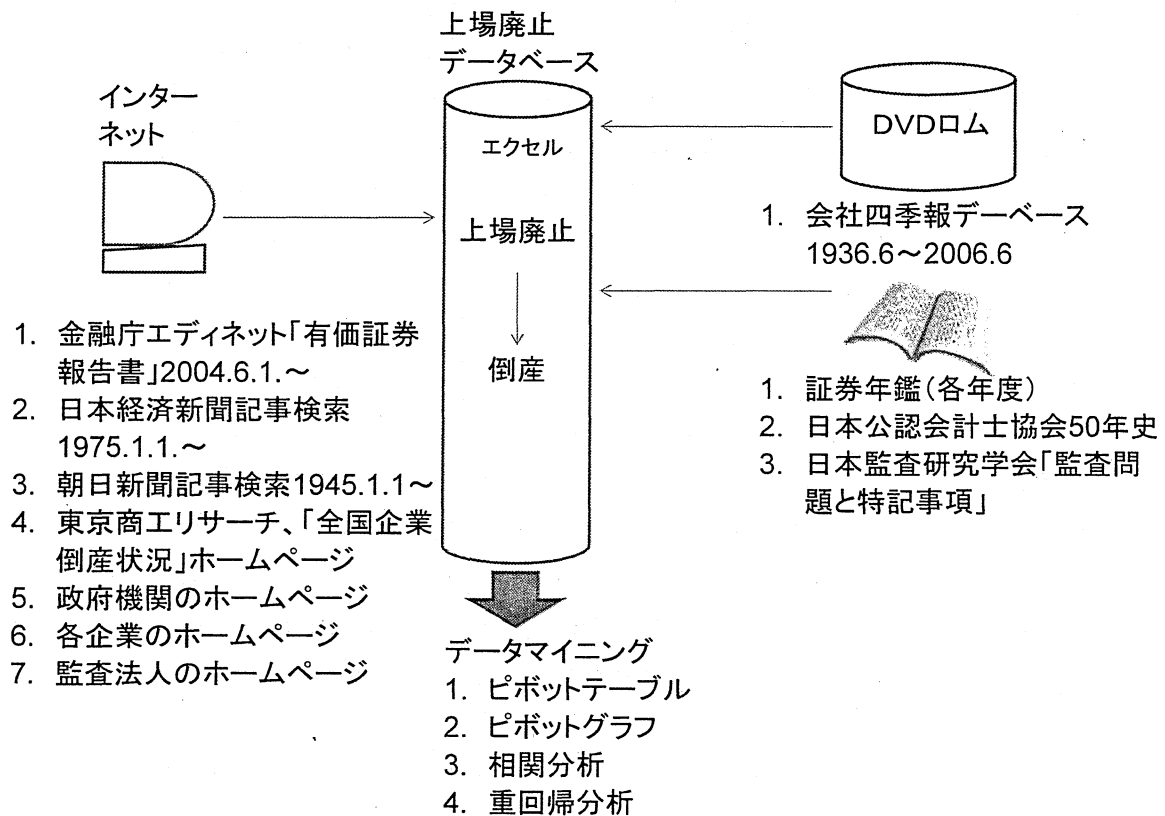 上場廃止
データベース
エクセル
上場廃止
倒産
インター
ネット
1. 金融庁エディネット「有価証券
報告書」2004.6.1.～
2. 日本経済新聞記事検索
1975.1.1.～
3. 朝日新聞記事検索1945.1.1～
4. 東京商工リサーチ、「全国企業
倒産状況」ホームページ
5. 政府機関のホームページ
6. 各企業のホームページ
7. 監査法人のホームページ
DVDロム
1. 会社四季報データベース
1936.6～2006.6
1. 証券年鑑（各年度）
2. 日本公認会計士協会50年史
3. 日本監査研究学会「監査問
題と特記事項」
データマイニング
1. ピボットテーブル
2. ピボットグラフ
3. 相関分析
4. 重回帰分析